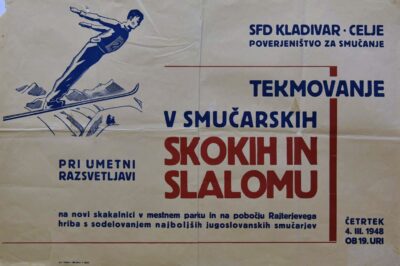 SFD KLADIVAR · CELJE
POVERJENIŠTVO ZA SMUČANJE
TEKMOVANJE
V SMUČARSKIH
SKOKIH IN
SLALOMU
PRI UMETNI
RAZSVETLJAVI
na novi skakalnici v mestnem parku in na pobočju Rajterjevega
hriba s sodelovanjem najboljših jugoslovanskih smučarjev
ČETRTEK
4. III. 1948
OB 19. URI